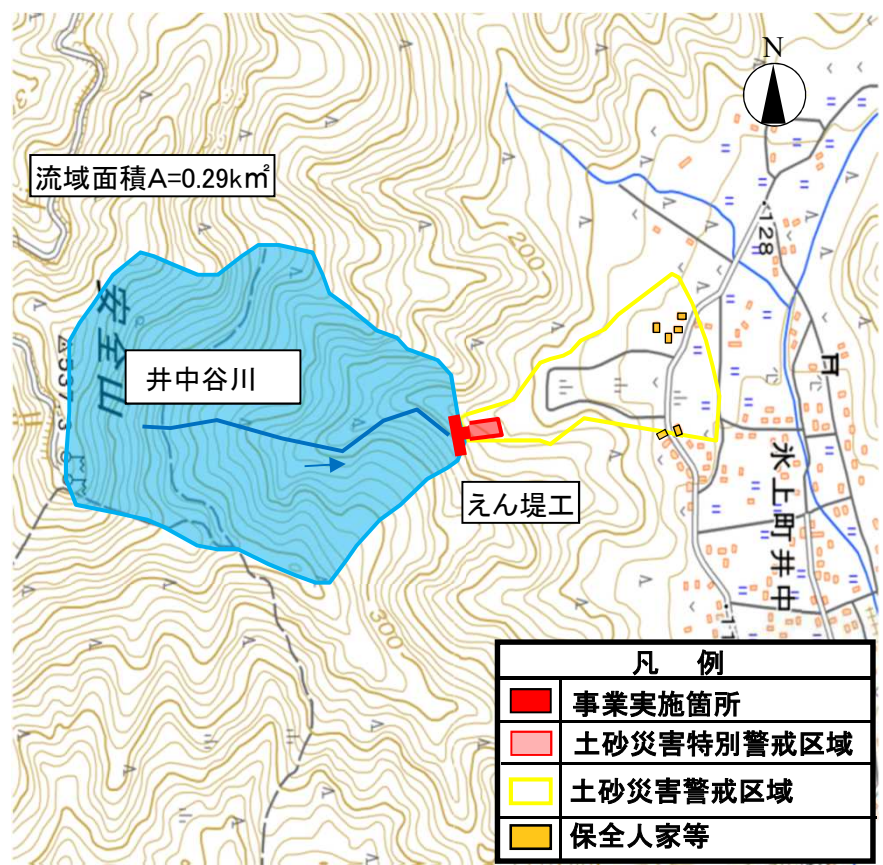 N
流域面積A=0.29k㎡
200
128
安全山
井中谷川
えん堤工
氷上町井中
300
凡 例
事業実施箇所
土砂災害特別警戒区域
土砂災害警戒区域
保全人家等